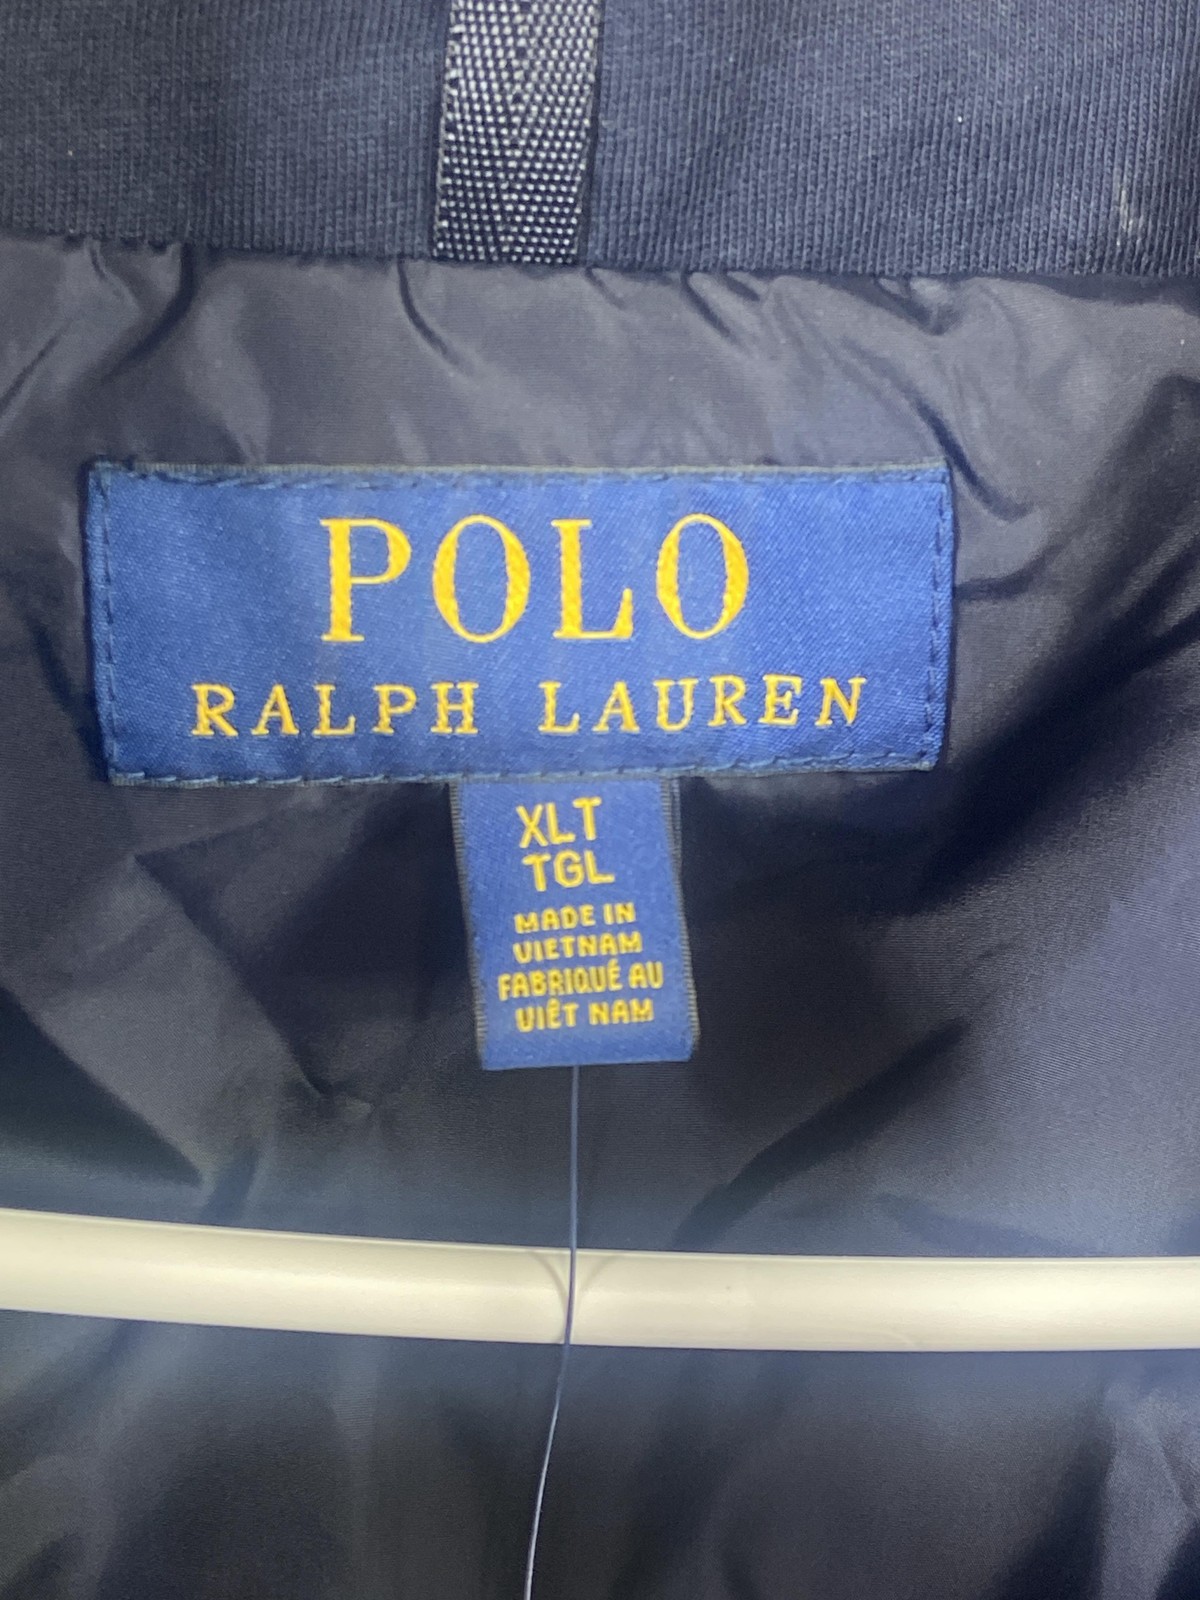 POLO
RALPH LAUREN
XLT
TGL
MADE IN
VIETNAM
FABRIQUÉ AU
VIÊT NAM